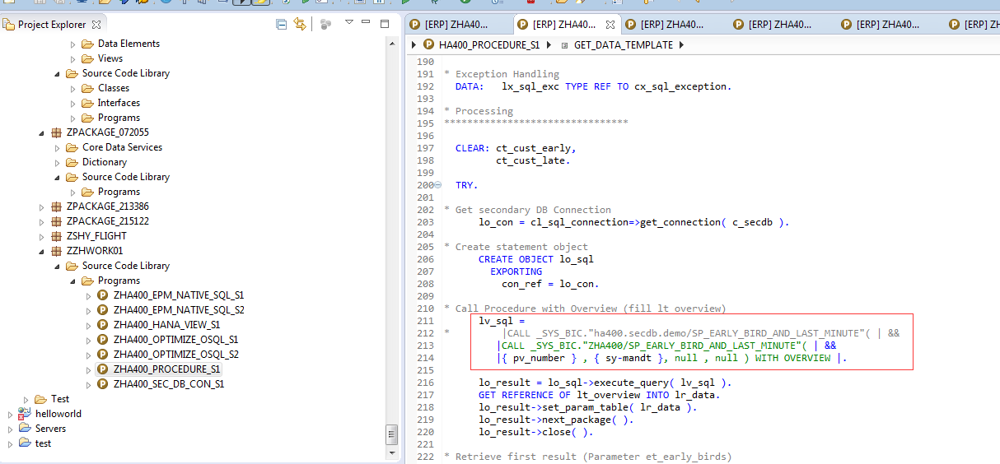 Project Explorer
Data Elements
Views
Source Code Library
Classes
Interfaces
Programs
ZPACKAGE_072055
Core Data Services
Dictionary
Source Code Library
Programs
ZPACKAGE_213386
ZPACKAGE_215122
ZSHY_FLIGHT
ZZHWORK01
Source Code Library
Programs
ZHA400_EPM_NATIVE_SQL_S1
ZHA400_EPM_NATIVE_SQL_S2
ZHA400_HANA_VIEW_S1
ZHA400_OPTIMIZE_OSQL_S1
ZHA400_OPTIMIZE_OSQL_S2
ZHA400_PROCEDURE_S1
ZHA400_SEC_DB_CON_S1
Test
helloworld
Servers
test
[ERP] ZHA40... [ERP] ZHA40... [ERP] ZHA40... [ERP] ZHA40... [ERP] ZHA40... [ERP] ZH
HA400_PROCEDURE_S1 GET_DATA_TEMPLATE
190
191 * Exception Handling
192 DATA: lx_sql_exc TYPE REF TO cx_sql_exception.
193
194 * Processing
195 ********************************
196
197 CLEAR: ct_cust_early,
198 ct_cust_late.
199
200 TRY.
201
202 * Get secondary DB Connection
203 lo_con = cl_sql_connection=>get_connection( c_secdb ).
204
205 * Create statement object
206 CREATE OBJECT lo_sql
207 EXPORTING
208 con_ref = lo_con.
209
210 * Call Procedure with Overview (fill lt_overview)
211 lv_sql =
212 * |CALL _SYS_BIC."ha400.secdb.demo/SP_EARLY_BIRD_AND_LAST_MINUTE"( | &&
213 |CALL _SYS_BIC."ZHA400/SP_EARLY_BIRD_AND_LAST_MINUTE"( | &&
214 |{ pv_number } , { sy-mandt }, null , null ) WITH OVERVIEW |.
215
216 lo_result = lo_sql->execute_query( lv_sql ).
217 GET REFERENCE OF lt_overview INTO lr_data.
218 lo_result->set_param_table( lr_data ).
219 lo_result->next_package( ).
220 lo_result->close( ).
221
222 * Retrieve first result (Parameter et_early_birds)